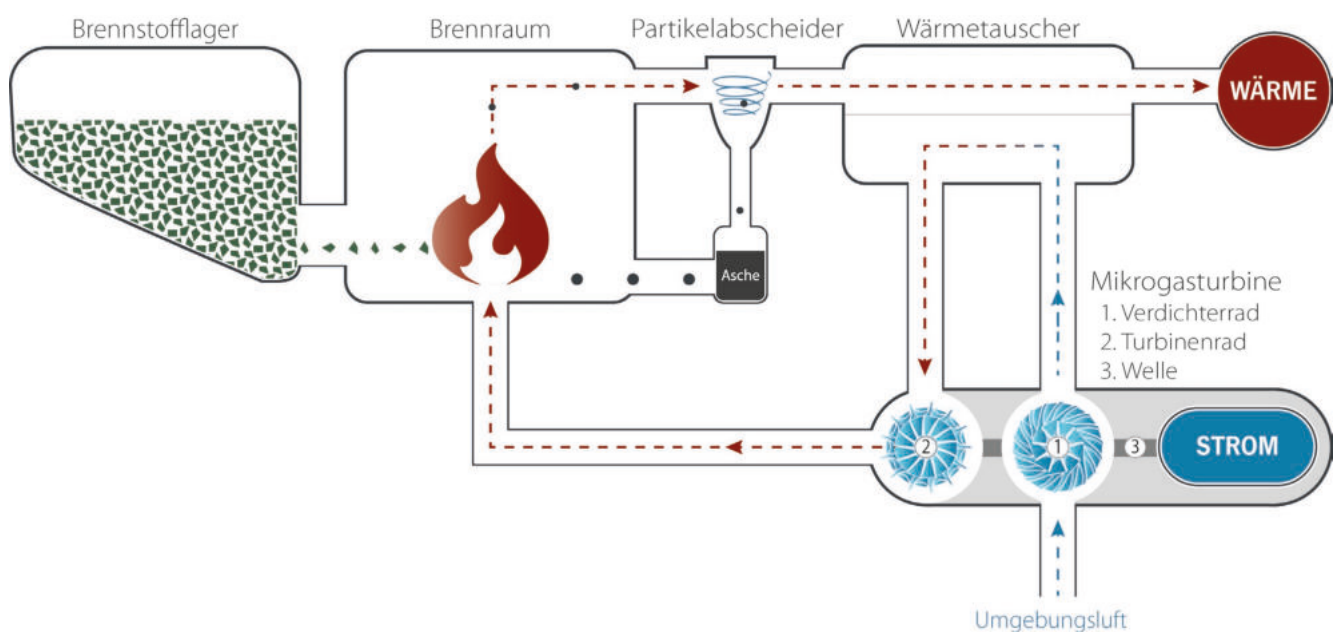 Brennstofflager
Brennraum
Partikelabscheider
Wärmetauscher
WÄRME
Asche
Mikrogasturbine
1. Verdichterrad
2. Turbinenrad
3. Welle
2
1
3
STROM
Umgebungsluft